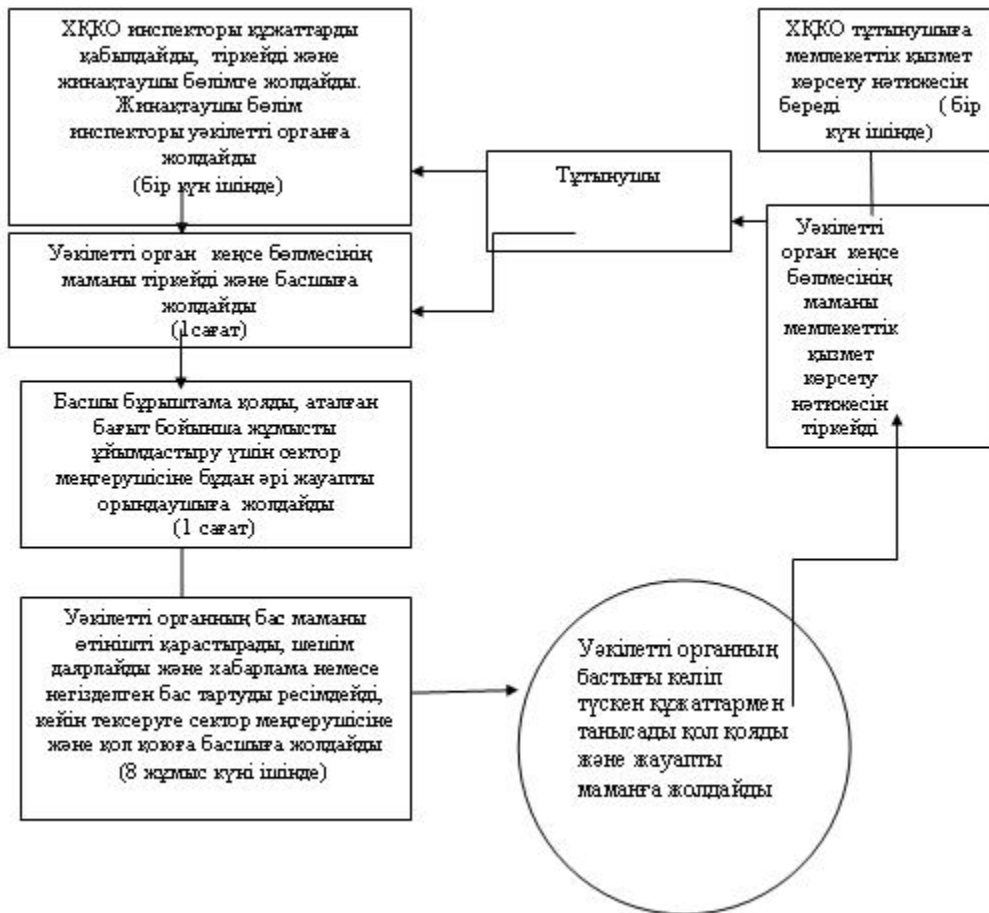 ХҚКО инспекторы құжаттарды
қабылдайды, тіркейді және
жинақтаушы бөлімге жолдайды.
Жинақтаушы бөлім
инспекторы уәкілетті органға
жолдайды
(бір күн ішінде)
Уәкілетті орган кеңсе бөлмесінің
маманы тіркейді және басшыға
жолдайды
(1сағат)
Басшы бұрыштама қояды, аталған
бағыт бойынша жұмысты
ұйымдастыру үшін сектор
меңгерушісіне бұдан әрі жауапты
орындаушыға жолдайды
(1 сағат)
Уәкілетті органның бас маманы
өтінішті қарастырады, шешім
даярлайды және хабарлама немесе
негізделген бас тартуды ресімдейді,
кейін тексеруге сектор меңгерушісіне
және қол қоюға басшыға жолдайды
(8 жұмыс күні ішінде)
Тұтынушы
Уәкілетті органның
бастығы келіп
түскен құжаттармен
танысады қол қояды
және жауапты
маманға жолдайды
ХҚКО тұтынушыға
мемлекеттік қызмет
көрсету нәтижесін
береді ( бір
күн ішінде)
Уәкілетті
орган кеңсе
бөлмесінің
маманы
мемлекеттік
қызмет
көрсету
нәтижесін
тіркейді